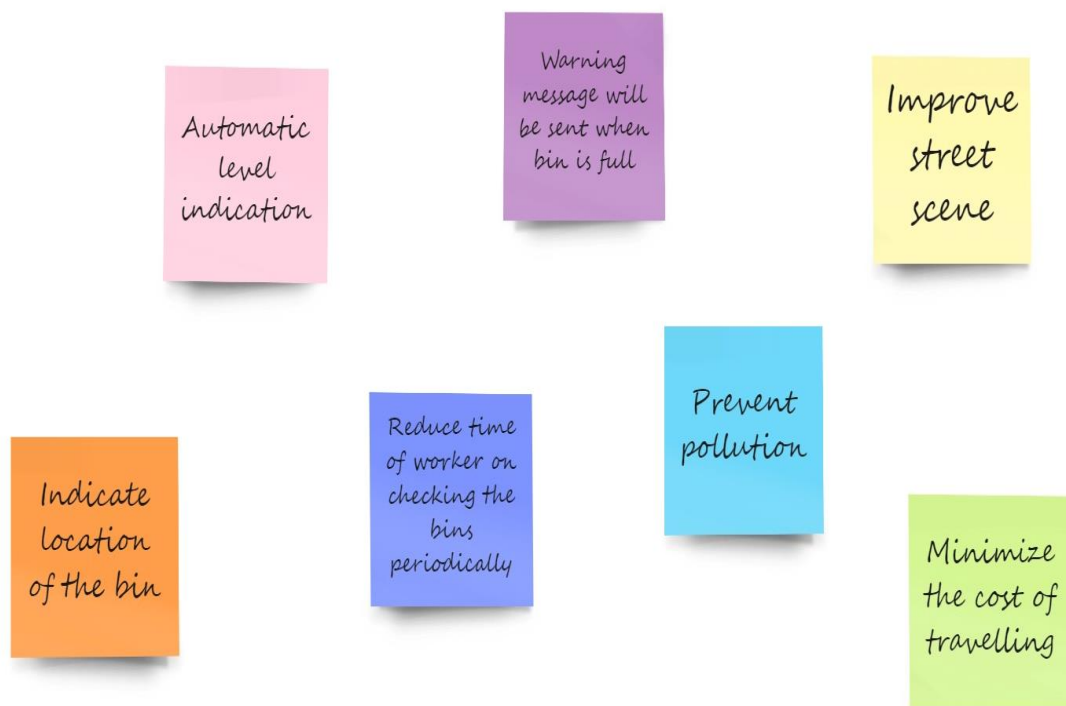 Automatic
level
indication
Warning
message will
be sent when
bin is full
Improve
street
scene
Indicate
location
of the bin
Reduce time
of worker on
checking the
bins
periodically
Prevent
pollution
Minimize
the cost of
travelling